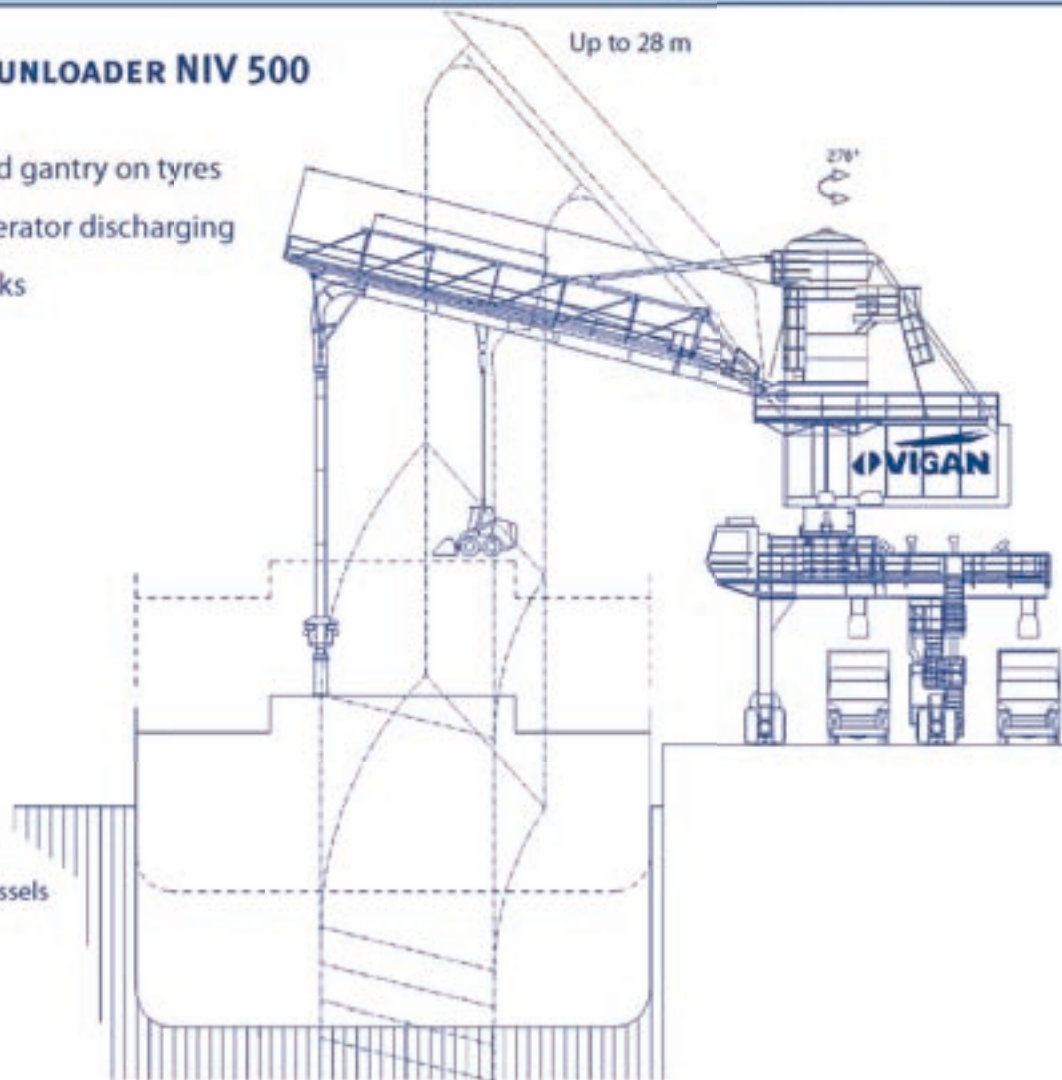 UNLOADER NIV 500
Up to 28 m
d gantry on tyres
erator discharging
ks
270°
VIGAN
ssels